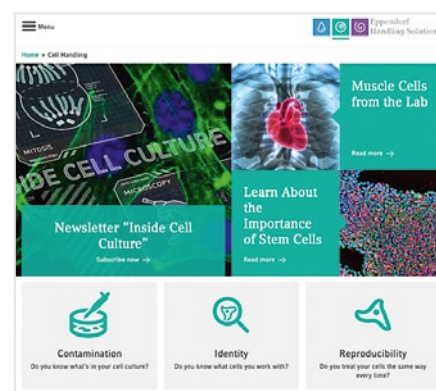 Menu
Eppendorf
Handling Solution
Home » Cell Handling
MITOSIS
IDE CELL CULTURE
MICROSCOPY
Newsletter "Inside Cell
Culture"
Subscribe now →
Learn About
the
Importance
of Stem Cells
Read more →
Muscle Cells
from the Lab
Read more →
Contamination
Do you know what's in your cell culture?
Identity
Do you know what cells you work with?
Reproducibility
Do you treat your cells the same way
every time?